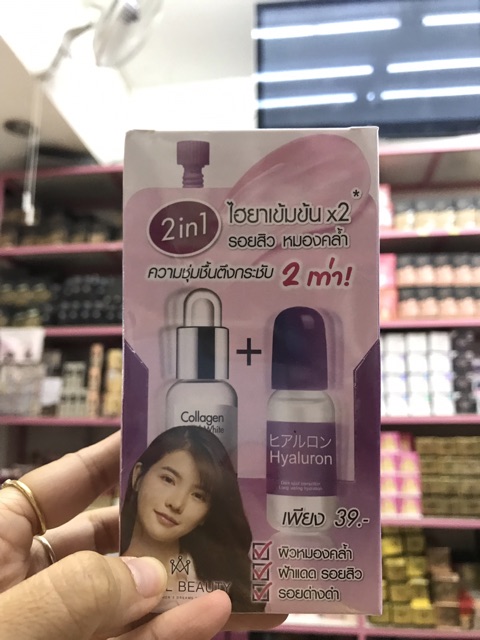 2in1
ไฮยาเข้มข้น x2*
รอยสิว หมองคล้ำ
ความชุ่มชื้นตึงกระชับ 2 เท่า!
+
Collagen
White
ヒアルロン
Hyaluron
เพียง 39.-
ผิวหมองคล้ำ
ฝ้าแดด รอยสิว
รอยด่างดำ
BEAUTY